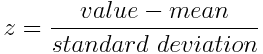 z = value − mean
standard deviation